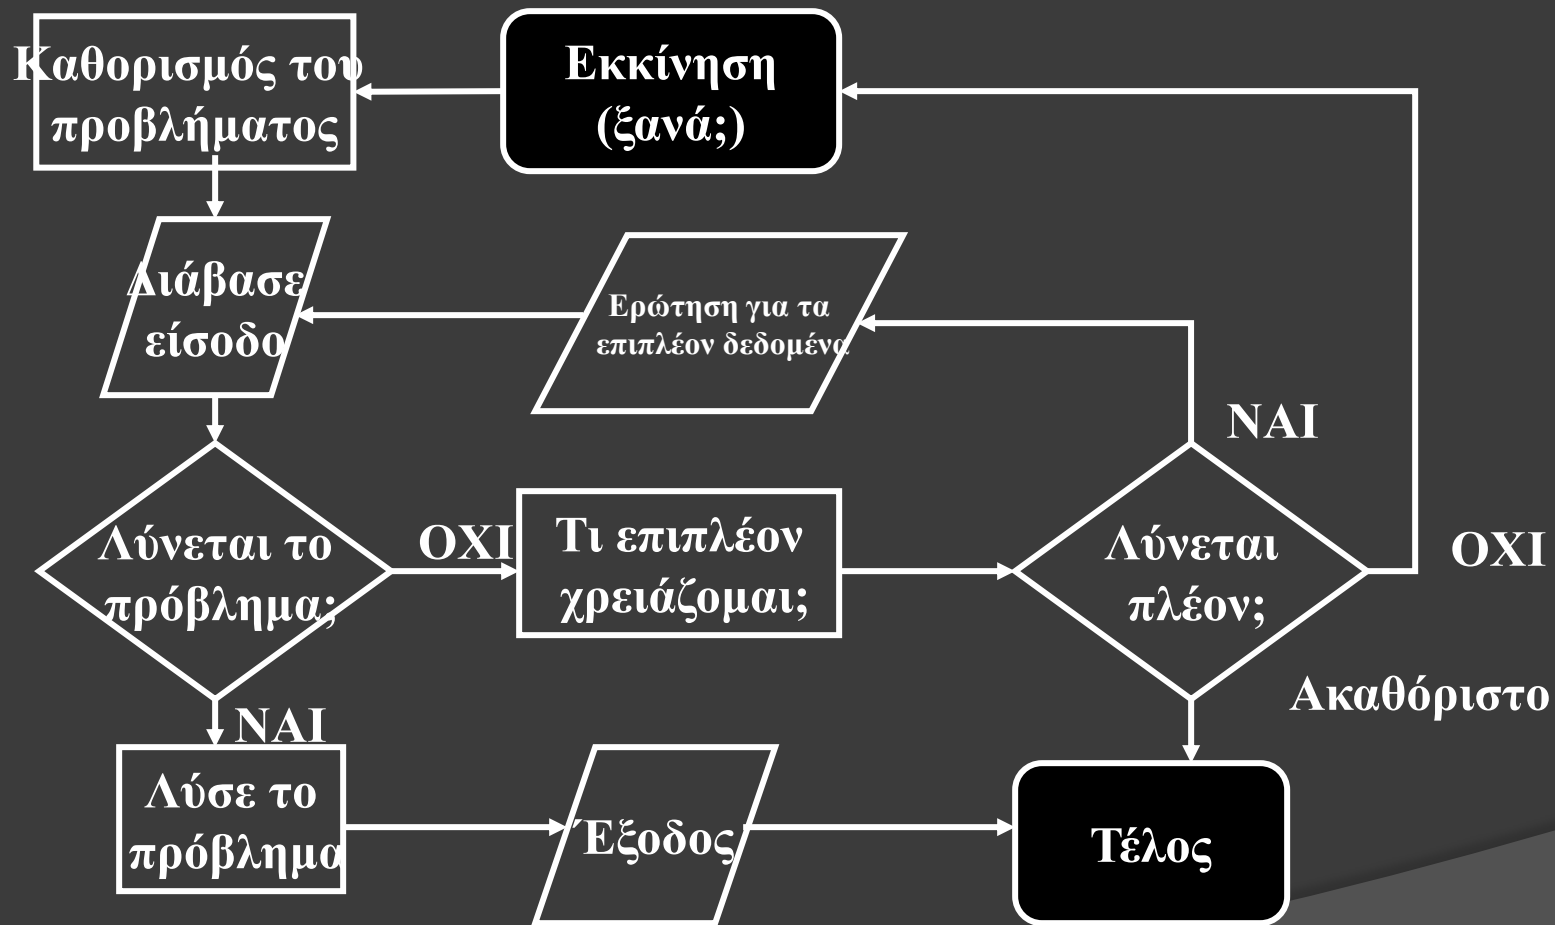 Καθορισμός του
προβλήματος
Εκκίνηση
(ξανά;)
Διάβασε
είσοδο
Ερώτηση για τα
επιπλέον δεδομένα
ΝΑΙ
Λύνεται το
πρόβλημα;
ΟΧΙ
Τι επιπλέον
χρειάζομαι;
Λύνεται
πλέον;
ΟΧΙ
Ακαθόριστο
ΝΑΙ
Λύσε το
πρόβλημα
Έξοδος
Τέλος